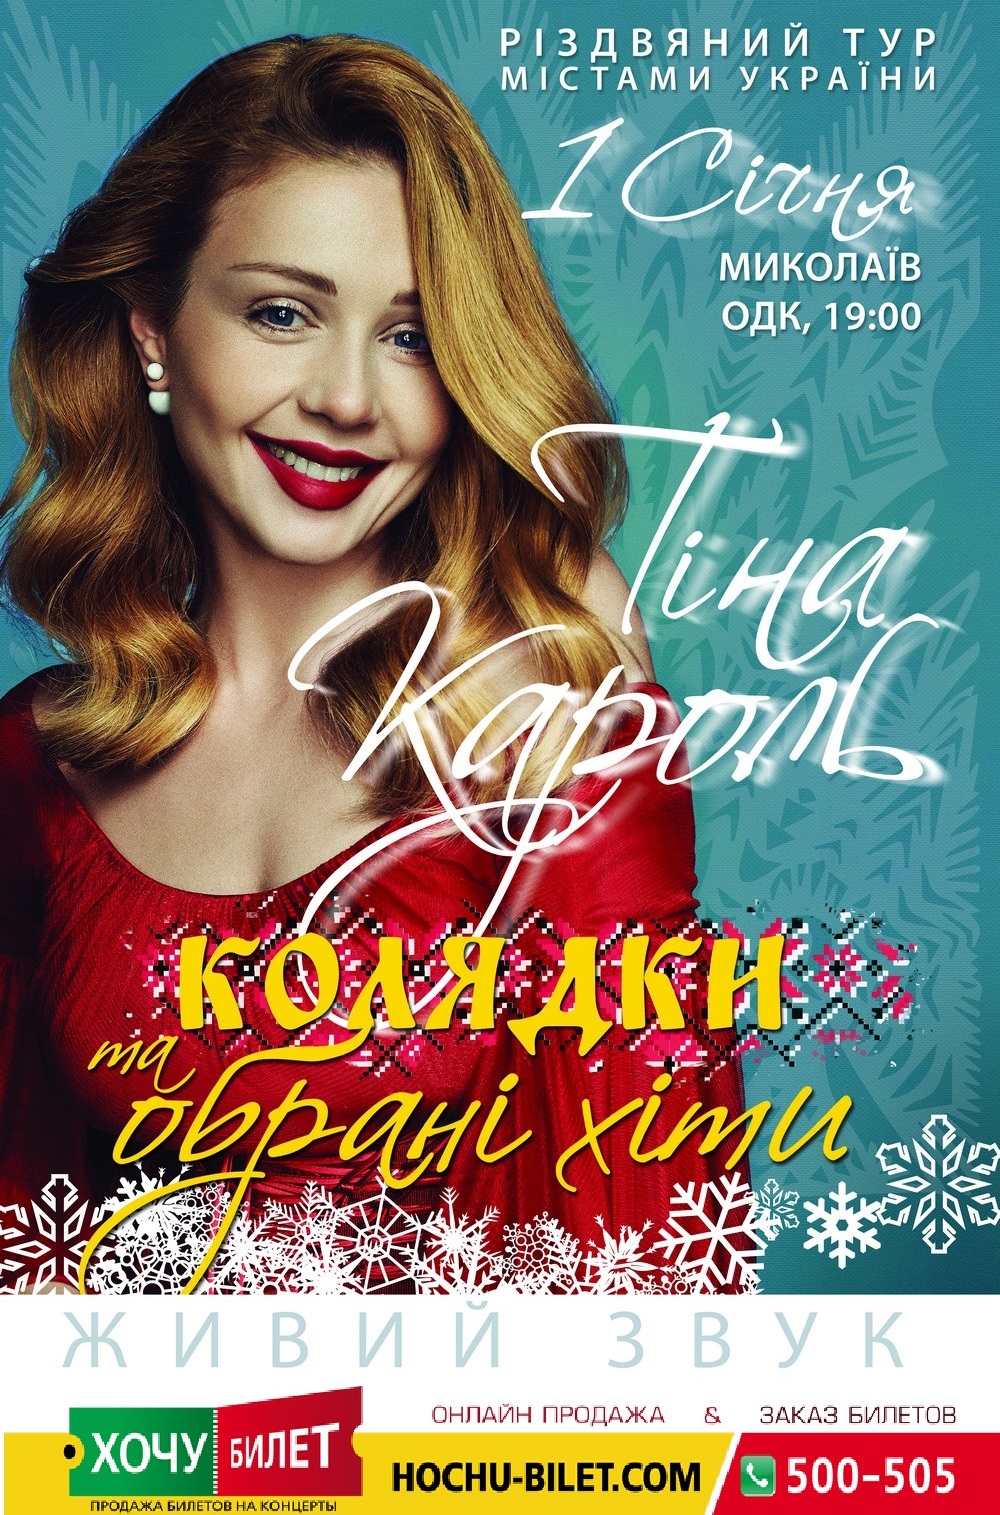 РІЗДВЯНИЙ ТУР
МІСТАМИ УКРАЇНИ
1 Січня
МИКОЛАЇВ
ОДК, 19:00
Тіна
Кароль
КОЛЯДКИ
та
обрані хіти
ЖИВИЙ ЗВУК
ХОЧУ БИЛЕТ
ПРОДАЖА БИЛЕТОВ НА КОНЦЕРТЫ
ОНЛАЙН ПРОДАЖА & ЗАКАЗ БИЛЕТОВ
HOCHU-BILET.COM
500-505